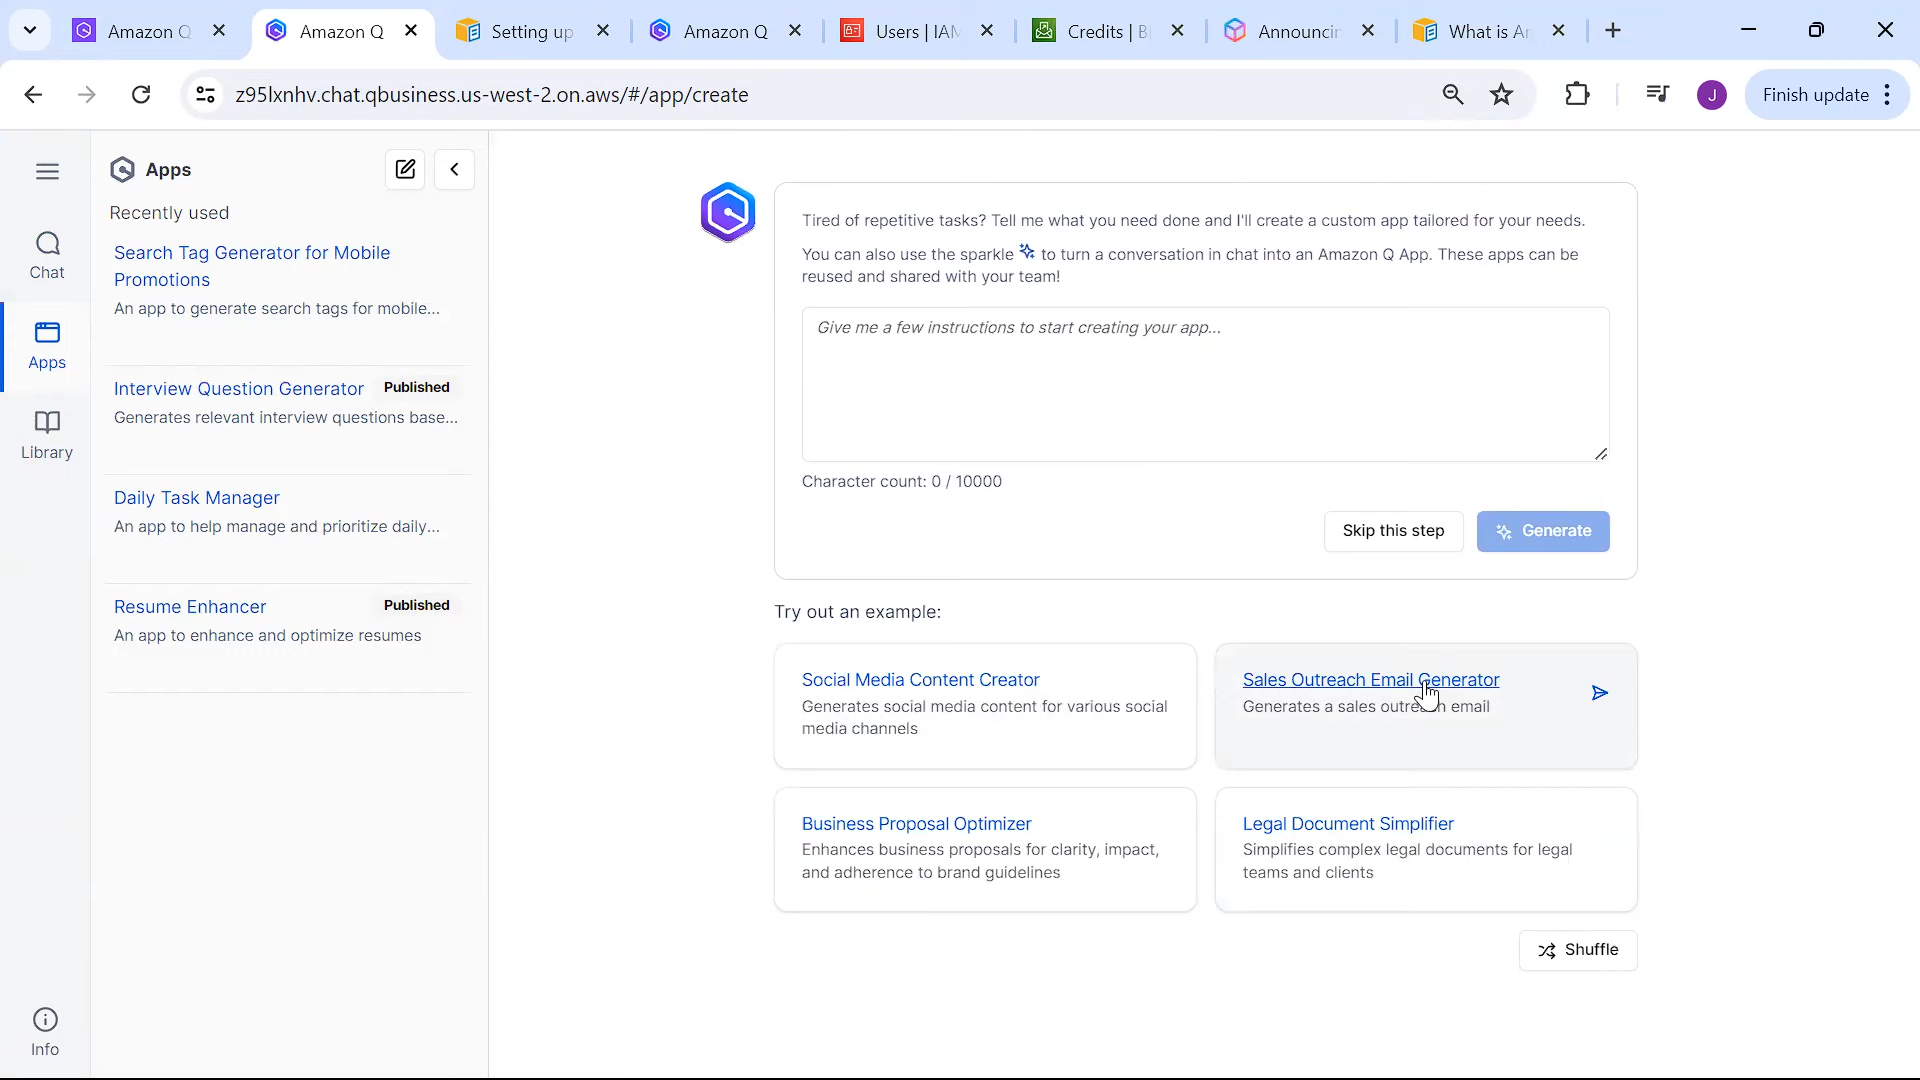 Amazon Q
Amazon Q
Setting up
Amazon Q
Users | IAM
Credits | Bi
Announcin
What is Am
z95lxnhv.chat.qbusiness.us-west-2.on.aws/#/app/create
J
Finish update
Apps
Recently used
Search Tag Generator for Mobile
Promotions
An app to generate search tags for mobile...
Interview Question Generator
Published
Generates relevant interview questions base...
Daily Task Manager
An app to help manage and prioritize daily...
Resume Enhancer
Published
An app to enhance and optimize resumes
Chat
Apps
Library
Info
Tired of repetitive tasks? Tell me what you need done and I'll create a custom app tailored for your needs.
You can also use the sparkle to turn a conversation in chat into an Amazon Q App. These apps can be
reused and shared with your team!
Give me a few instructions to start creating your app...
Character count: 0 / 10000
Skip this step
Generate
Try out an example:
Social Media Content Creator
Generates social media content for various social
media channels
Sales Outreach Email Generator
Generates a sales outreach email
Business Proposal Optimizer
Enhances business proposals for clarity, impact,
and adherence to brand guidelines
Legal Document Simplifier
Simplifies complex legal documents for legal
teams and clients
Shuffle